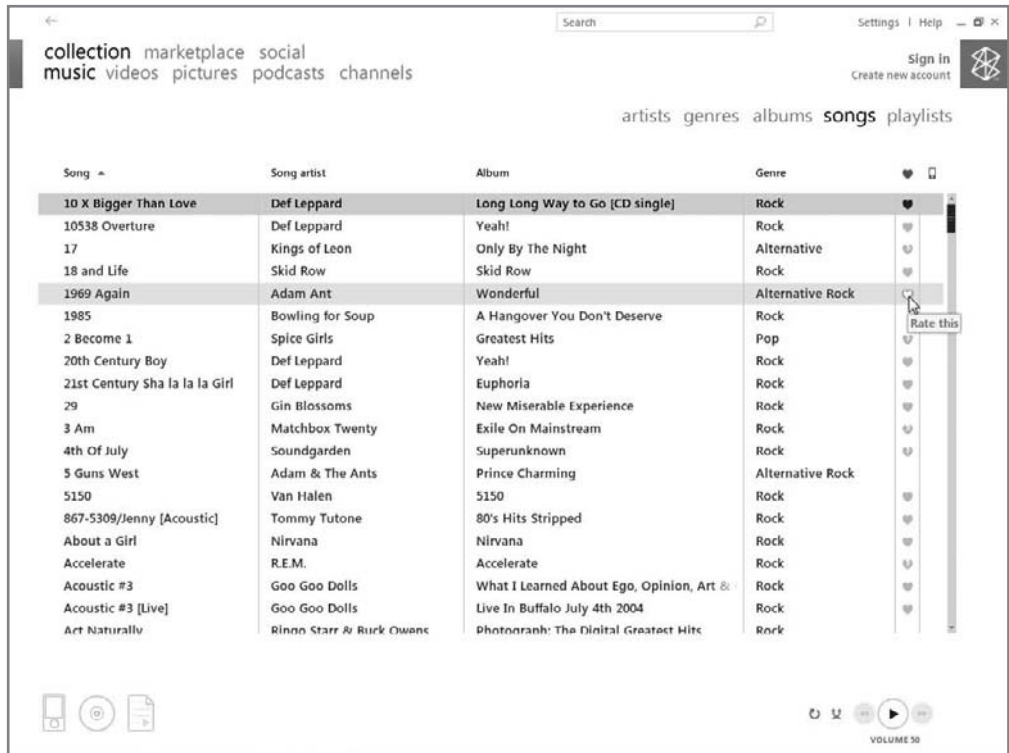 Search Settings | Help
collection marketplace social
Sign in
music videos pictures podcasts channels
Create new account
artists genres albums songs playlists
Song Song artist Album Genre
10 X Bigger Than Love Def Leppard Long Long Way to Go [CD single] Rock
10538 Overture Def Leppard Yeah! Rock
17 Kings of Leon Only By The Night Alternative
18 and Life Skid Row Skid Row Rock
1969 Again Adam Ant Wonderful Alternative Rock
1985 Bowling for Soup A Hangover You Don't Deserve Rock
Rate this
2 Become 1 Spice Girls Greatest Hits Pop
20th Century Boy Def Leppard Yeah! Rock
21st Century Sha la la la Girl Def Leppard Euphoria Rock
29 Gin Blossoms New Miserable Experience Rock
3 Am Matchbox Twenty Exile On Mainstream Rock
4th Of July Soundgarden Superunknown Rock
5 Guns West Adam & The Ants Prince Charming Alternative Rock
5150 Van Halen 5150 Rock
867-5309/Jenny [Acoustic] Tommy Tutone 80's Hits Stripped Rock
About a Girl Nirvana Nirvana Rock
Accelerate R.E.M. Accelerate Rock
Acoustic #3 Goo Goo Dolls What I Learned About Ego, Opinion, Art & Rock
Acoustic #3 [Live] Goo Goo Dolls Live In Buffalo July 4th 2004 Rock
Act Naturally Ringo Starr & Buck Owens Photograph: The Digital Greatest Hits Rock
VOLUME 50